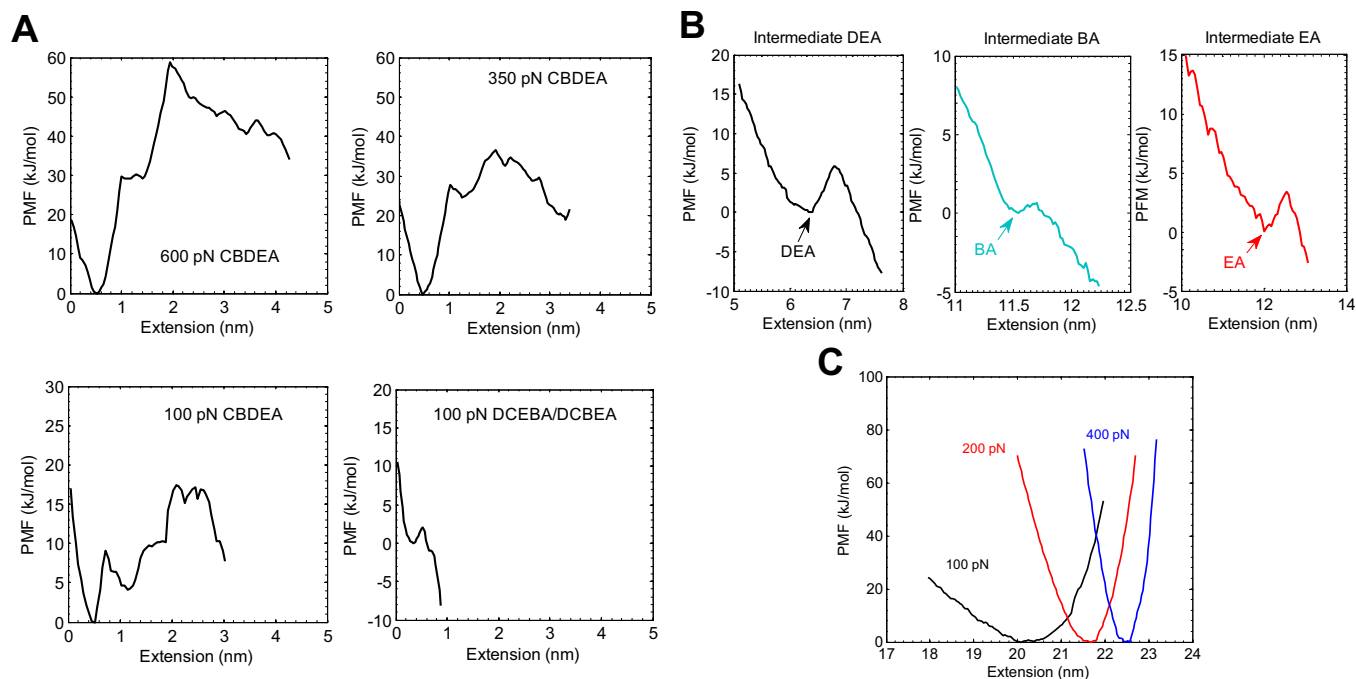 A
60
50
40
30
20
10
0
PMF (kJ/mol)
600 pN CBDEA
0 1 2 3 4 5
Extension (nm)
60
50
40
30
20
10
0
PMF (kJ/mol)
350 pN CBDEA
0 1 2 3 4 5
Extension (nm)
30
25
20
15
10
5
0
PMF (kJ/mol)
100 pN CBDEA
0 1 2 3 4 5
Extension (nm)
20
15
10
5
0
-5
-10
PMF (kJ/mol)
100 pN DCEBA/DCBEA
0 1 2 3 4 5
Extension (nm)
B
Intermediate DEA
20
15
10
5
0
-5
-10
PMF (kJ/mol)
DEA
5 6 7 8
Extension (nm)
Intermediate BA
10
5
0
-5
PMF (kJ/mol)
BA
11 11.5 12 12.5
Extension (nm)
Intermediate EA
15
10
5
0
-5
PFM (kJ/mol)
EA
10 12 14
Extension (nm)
C
100
80
60
40
20
0
PMF (kJ/mol)
100 pN
200 pN
400 pN
17 18 19 20 21 22 23 24
Extension (nm)